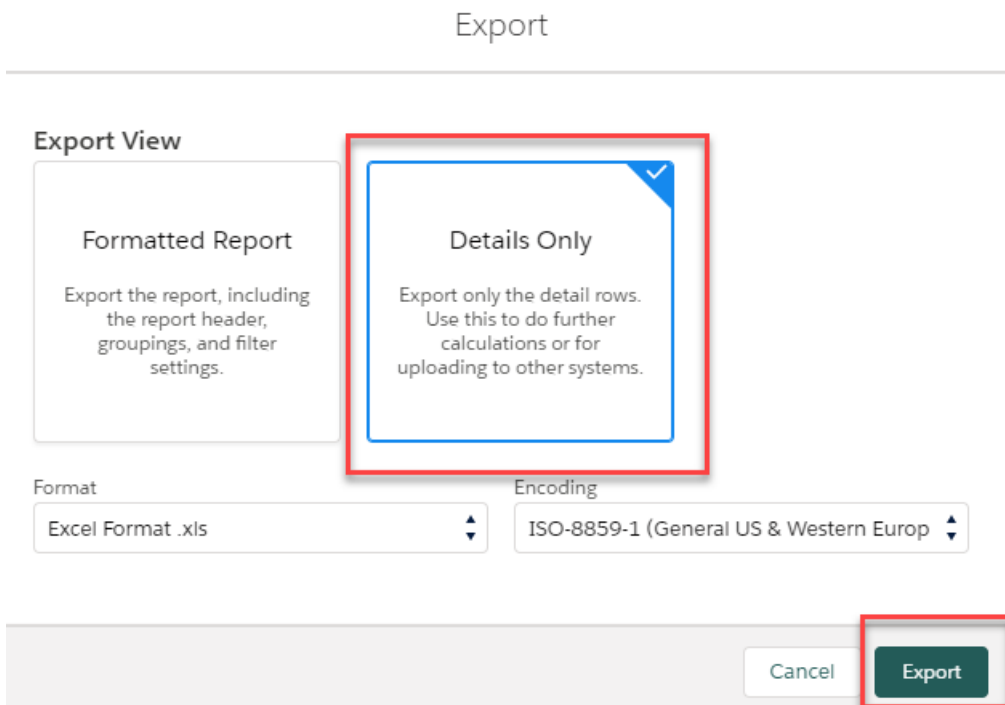 Export
Export View
Formatted Report
Export the report, including
the report header,
groupings, and filter
settings.
Details Only
Export only the detail rows.
Use this to do further
calculations or for
uploading to other systems.
Format
Excel Format .xls
Encoding
ISO-8859-1 (General US & Western Europ
Cancel
Export